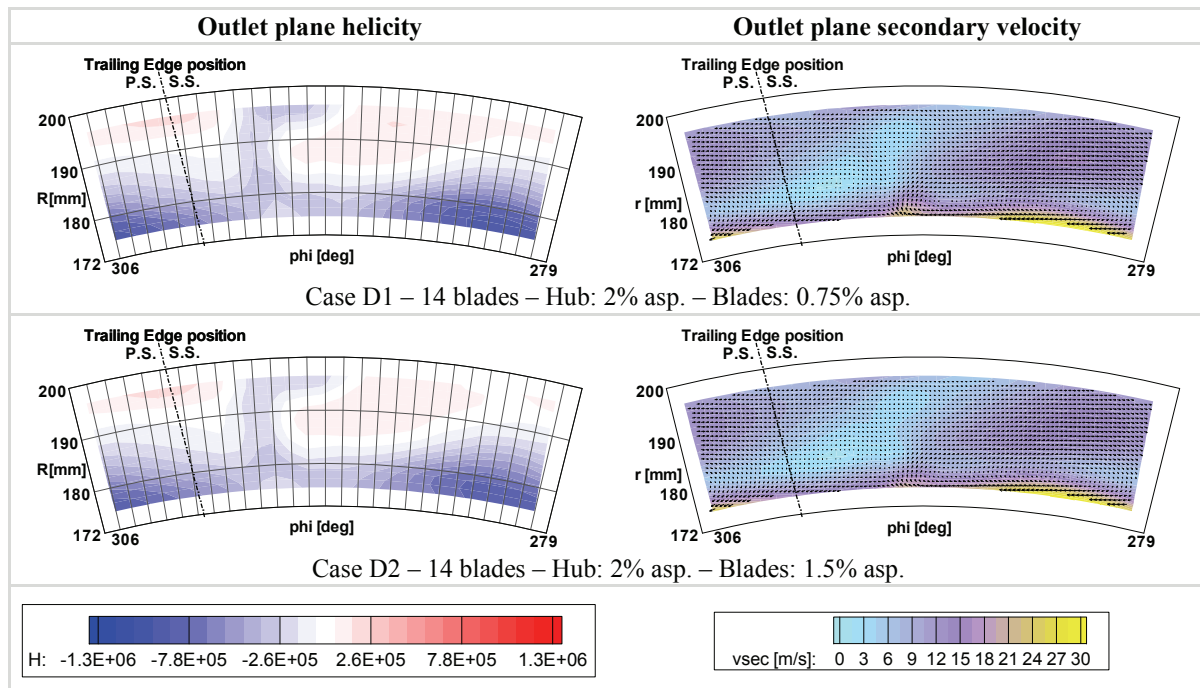 Outlet plane helicity
Outlet plane secondary velocity
Trailing Edge position
P.S. S.S.
200
190
R[mm]
180
172 306
phi [deg]
279
Trailing Edge position
P.S. S.S.
200
190
r [mm]
180
172 306
phi [deg]
279
Case D1 – 14 blades – Hub: 2% asp. – Blades: 0.75% asp.
Trailing Edge position
P.S. S.S.
200
190
R[mm]
180
172 306
phi [deg]
279
Trailing Edge position
P.S. S.S.
200
190
r [mm]
180
172 306
phi [deg]
279
Case D2 – 14 blades – Hub: 2% asp. – Blades: 1.5% asp.
H: -1.3E+06 -7.8E+05 -2.6E+05 2.6E+05 7.8E+05 1.3E+06
vsec [m/s]: 0 3 6 9 12 15 18 21 24 27 30